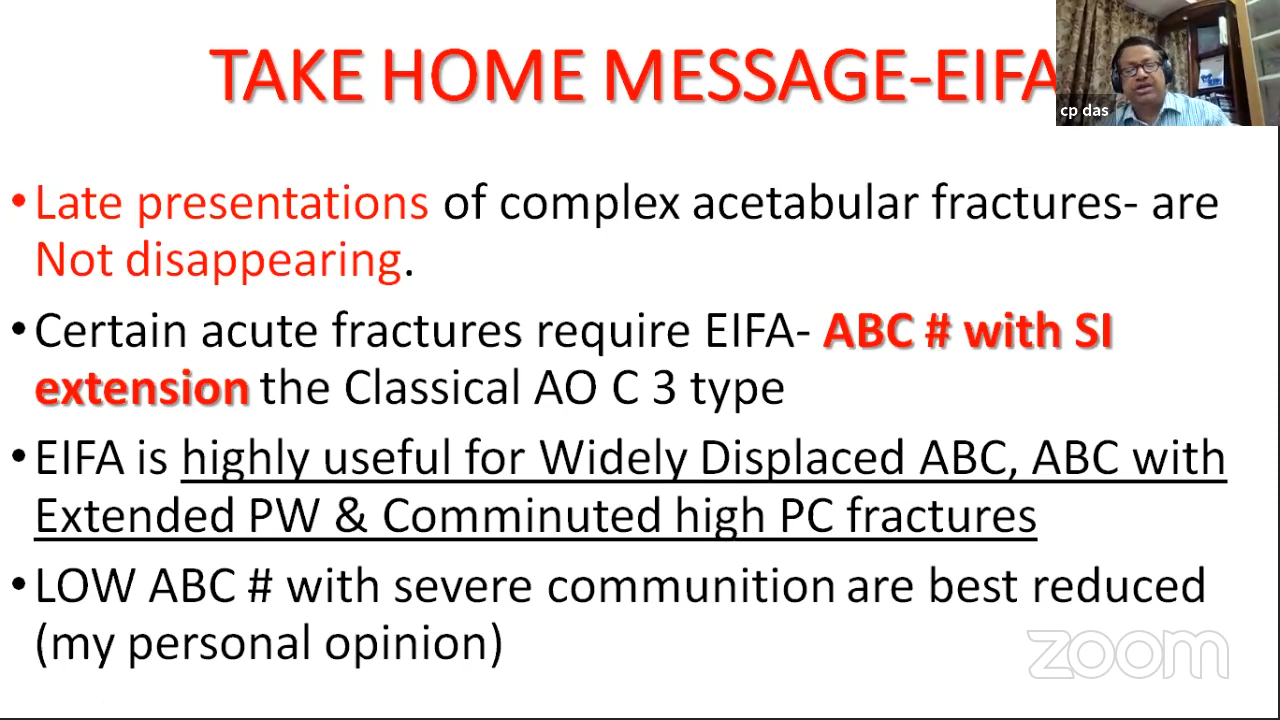 TAKE HOME MESSAGE-EIFA
cp das
•Late presentations of complex acetabular fractures- are
Not disappearing.
•Certain acute fractures require EIFA- ABC # with SI
extension the Classical AO C 3 type
•EIFA is highly useful for Widely Displaced ABC, ABC with
Extended PW & Comminuted high PC fractures
•LOW ABC # with severe communition are best reduced
(my personal opinion)
zoom